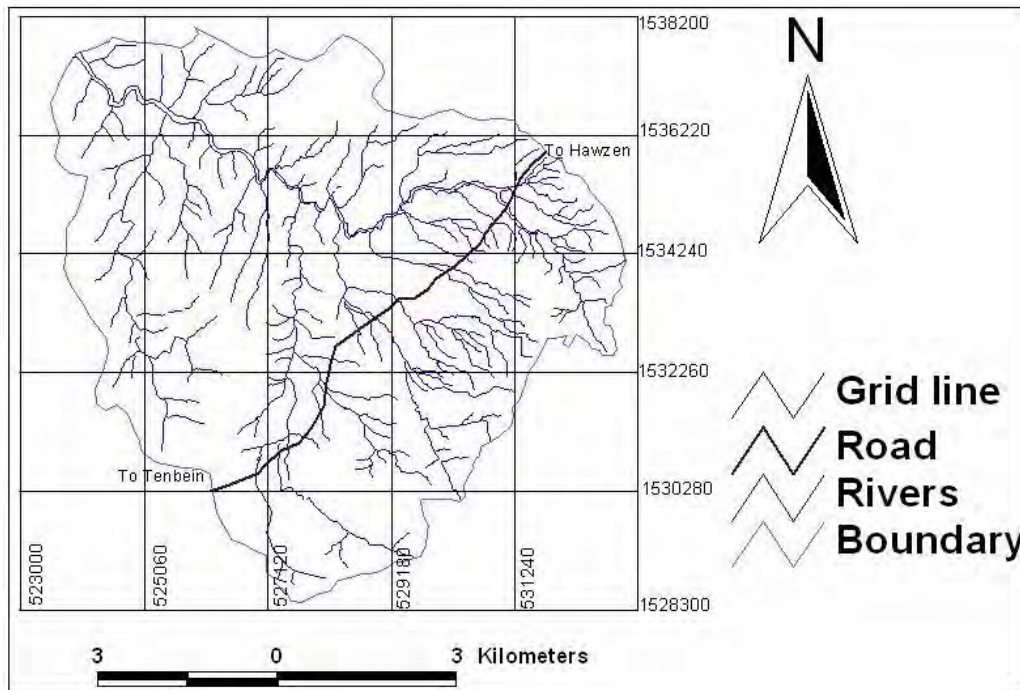 1538200
N
1536220
To Hawzen
1534240
1532260
Grid line
Road
To Tenbein
1530280
Rivers
Boundary
523000
525060
527120
529180
531240
1528300
3 0 3 Kilometers